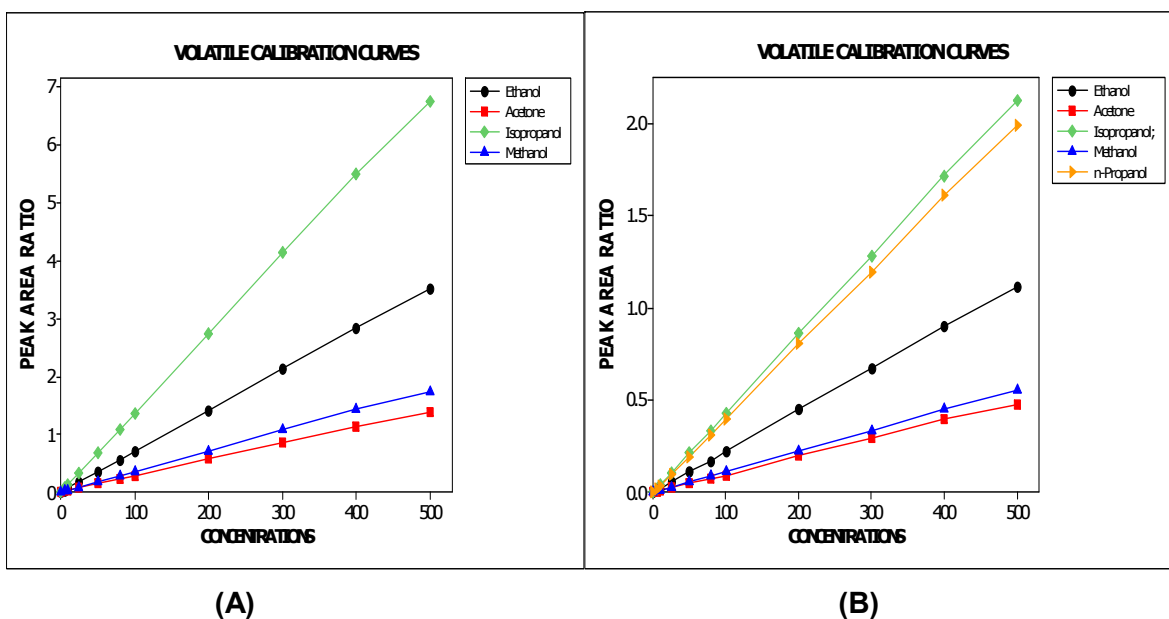 VOLATILE CALIBRATION CURVES
7
6
5
4
3
2
1
0
PEAK AREA RATIO
0 100 200 300 400 500
CONCENTRATIONS
Ethanol
Acetone
Isopropanol
Methanol
(A)
VOLATILE CALIBRATION CURVES
2.0
1.5
1.0
0.5
0.0
PEAK AREA RATIO
0 100 200 300 400 500
CONCENTRATIONS
Ethanol
Acetone
Isopropanol;
Methanol
n-Propanol
(B)